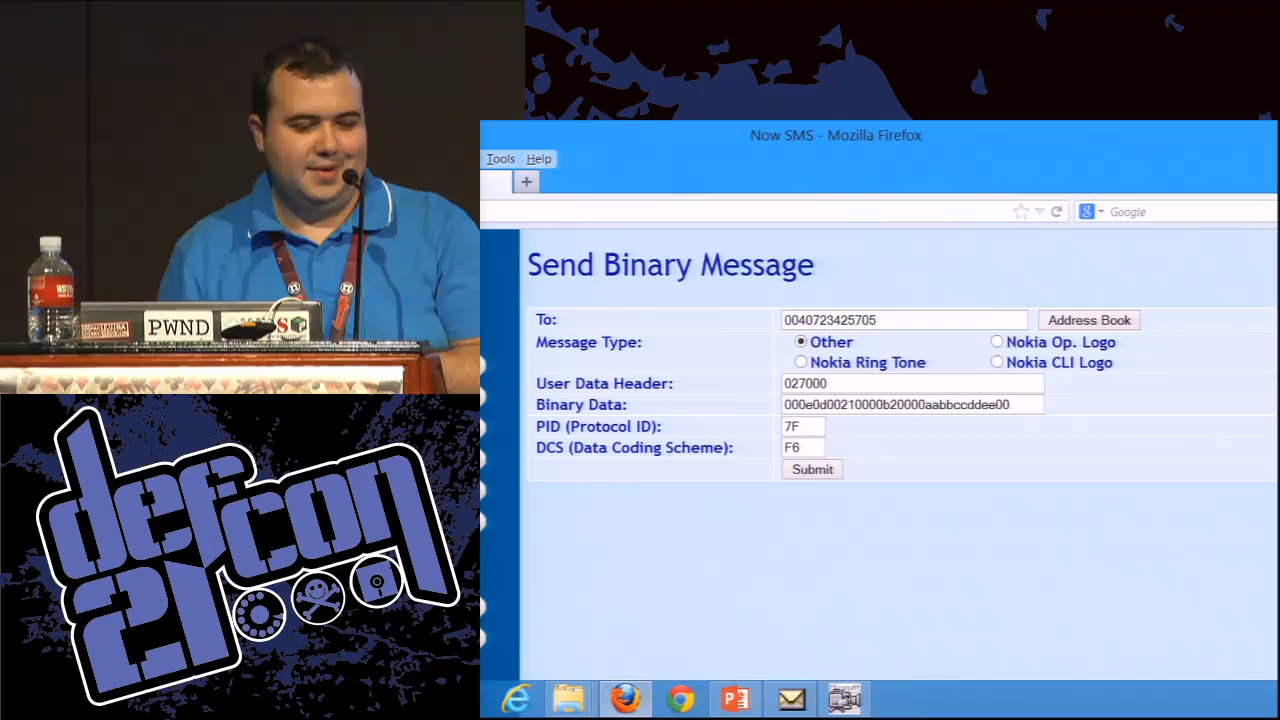 Now SMS - Mozilla Firefox
Tools Help
+
8 Google
Send Binary Message
To: 0040723425705 Address Book
Message Type: Other Nokia Op. Logo
Nokia Ring Tone Nokia CLI Logo
User Data Header: 027000
Binary Data: 000e0d00210000b20000aabbccddee00
PID (Protocol ID): 7F
DCS (Data Coding Scheme): F6
Submit
PWND
defcon
21